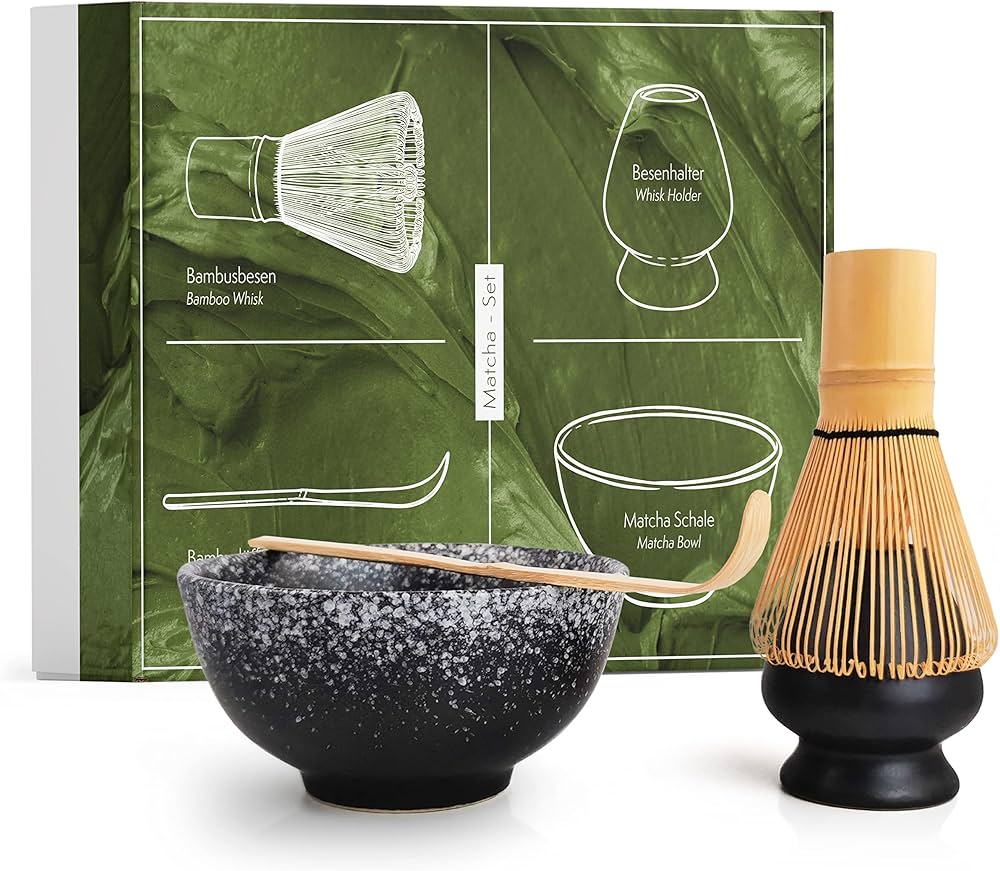 Bambusbesen
Bamboo Whisk
Besenhalter
Whisk Holder
Matcha - Set
Matcha Schale
Matcha Bowl